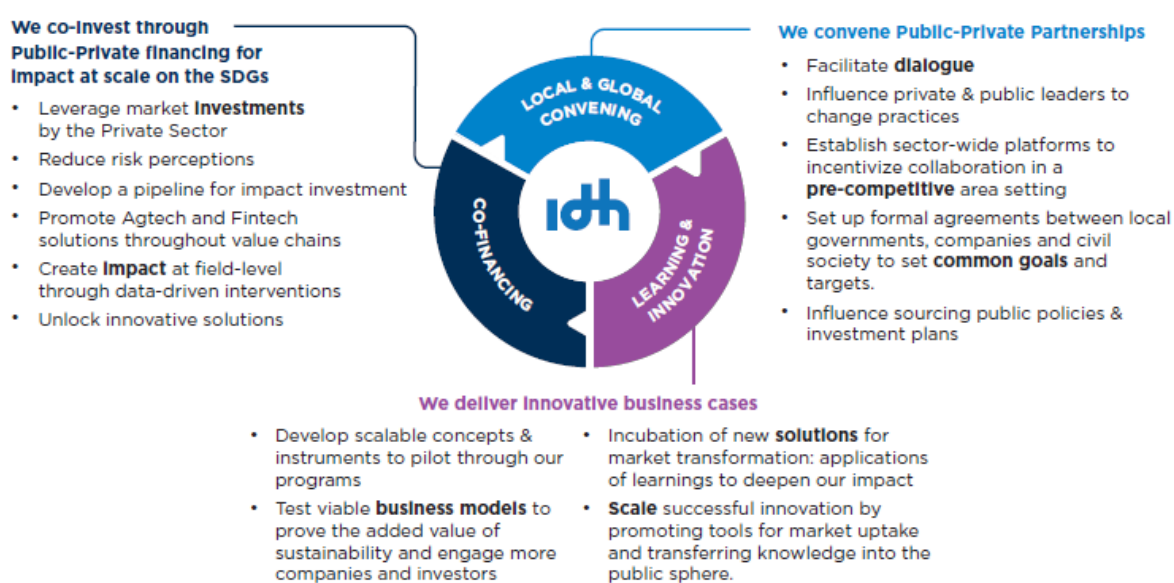 We co-invest through
Public-Private financing for
impact at scale on the SDGs
• Leverage market investments
by the Private Sector
• Reduce risk perceptions
• Develop a pipeline for impact investment
• Promote Agtech and Fintech
solutions throughout value chains
• Create impact at field-level
through data-driven interventions
• Unlock innovative solutions
LOCAL & GLOBAL
CONVENING
CO-FINANCING
idh
LEARNING &
INNOVATION
We convene Public-Private Partnerships
• Facilitate dialogue
• Influence private & public leaders to
change practices
• Establish sector-wide platforms to
incentivize collaboration in a
pre-competitive area setting
• Set up formal agreements between local
governments, companies and civil
society to set common goals and
targets.
• Influence sourcing public policies &
investment plans
We deliver innovative business cases
• Develop scalable concepts &
instruments to pilot through our
programs
• Test viable business models to
prove the added value of
sustainability and engage more
companies and investors
• Incubation of new solutions for
market transformation: applications
of learnings to deepen our impact
• Scale successful innovation by
promoting tools for market uptake
and transferring knowledge into the
public sphere.